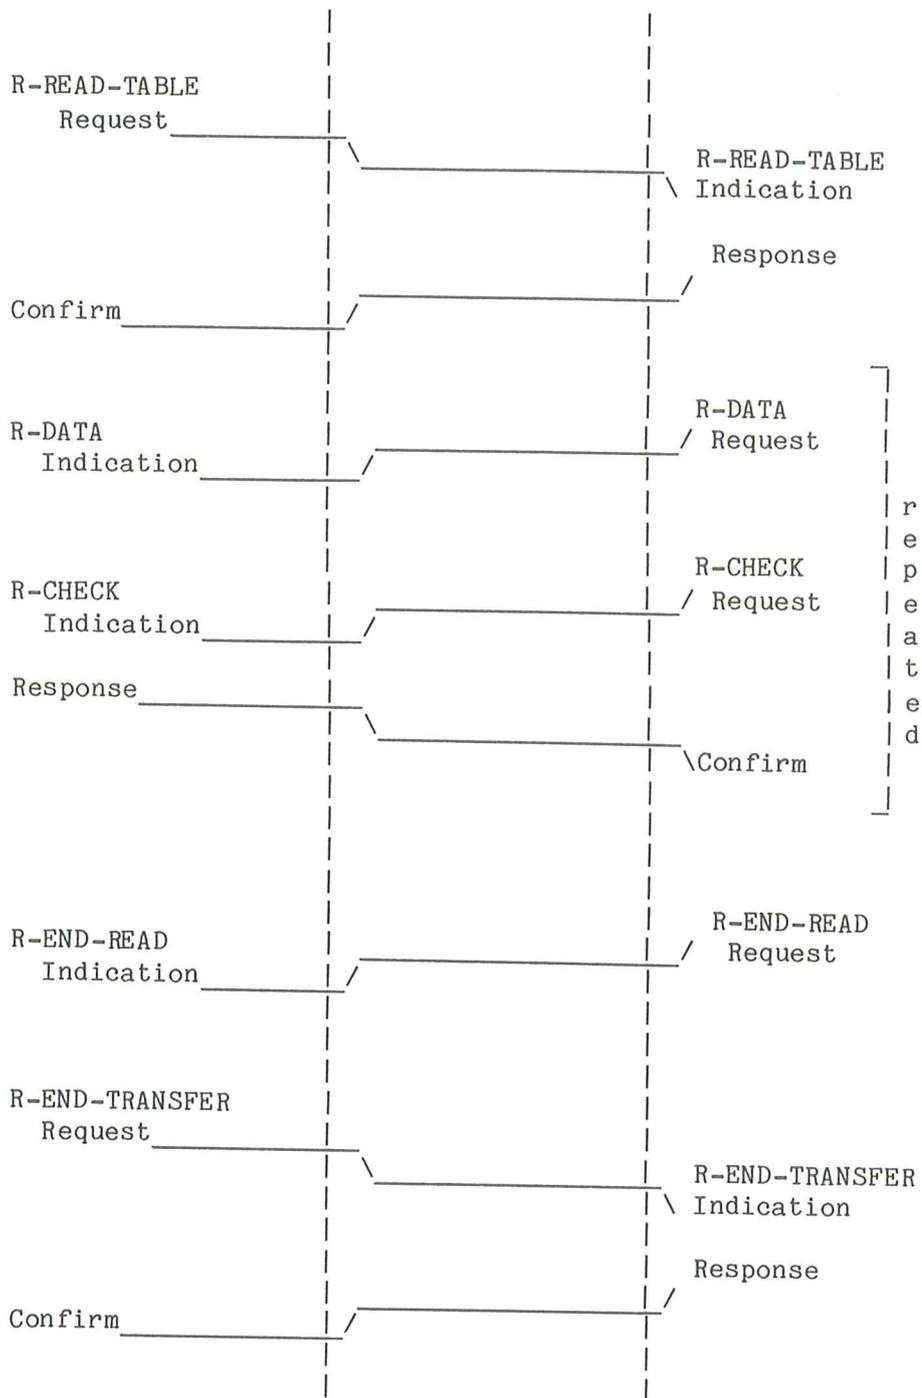 R-READ-TABLE
Request
R-READ-TABLE
Indication
Response
Confirm
R-DATA
Request
R-DATA
Indication
R-CHECK
Request
R-CHECK
Indication
Response
Confirm
repeated
R-END-READ
Request
R-END-READ
Indication
R-END-TRANSFER
Request
R-END-TRANSFER
Indication
Response
Confirm